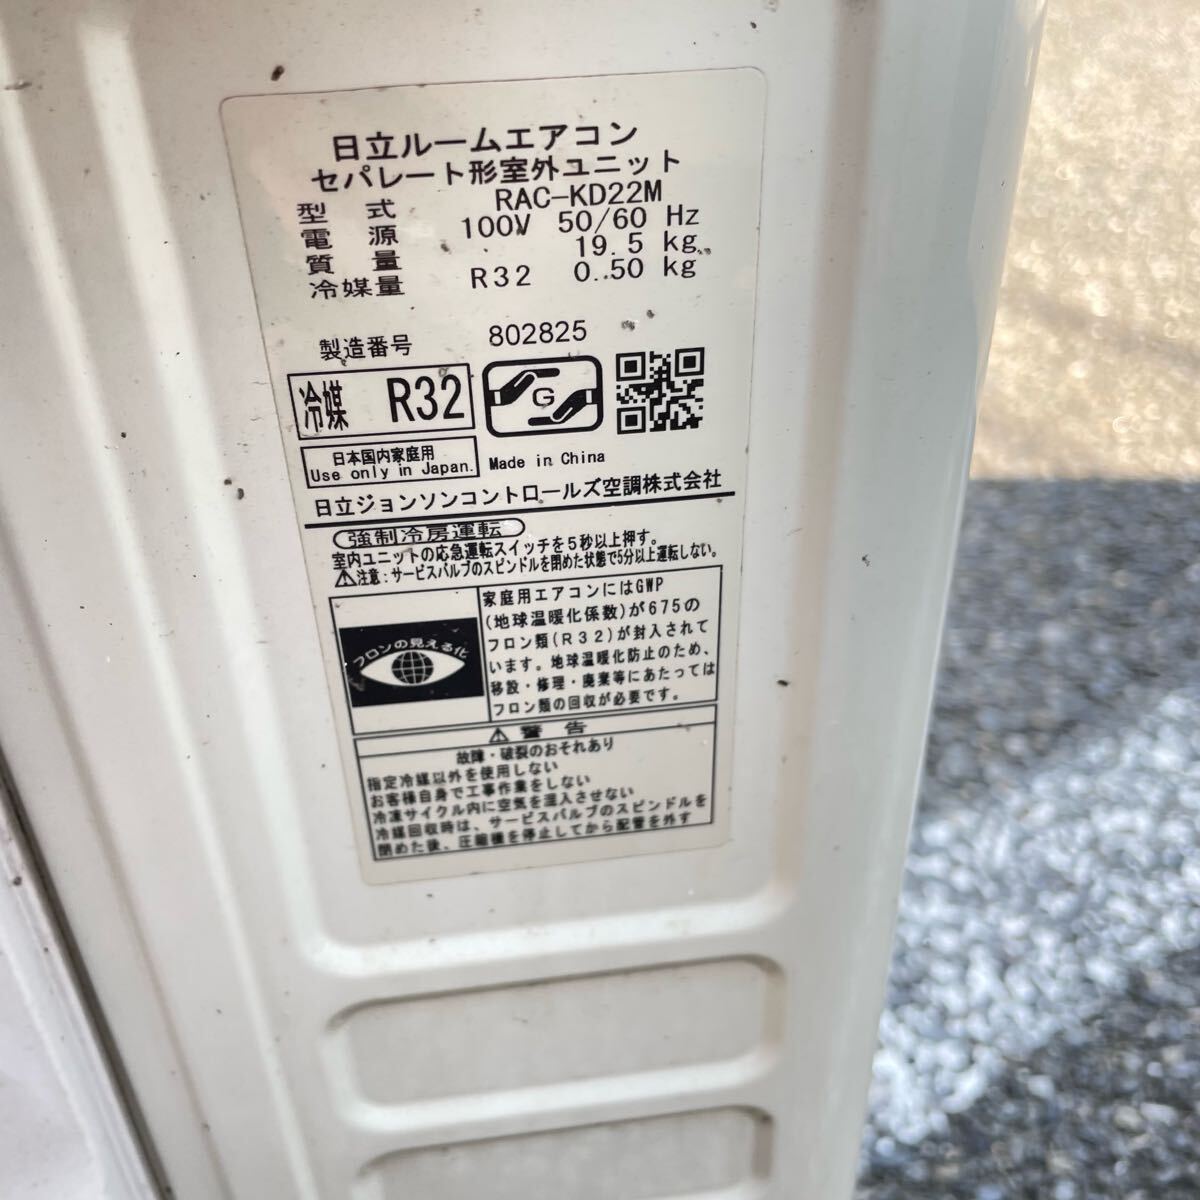 日立ルームエアコン
セパレート形室外ユニット
型 式 RAC-KD22M
電 源 100V 50/60 Hz
質 量 19.5 kg
冷媒量 R32 0.50 kg
製造番号 802825
冷媒 R32
G
日本国内家庭用
Use only in Japan.
Made in China
日立ジョンソンコントロールズ空調株式会社
強制冷房運転
室内ユニットの応急運転スイッチを5秒以上押す。
⚠注意:サービスバルブのスピンドルを閉めた状態で5分以上運転しない。
フロンの見える化
家庭用エアコンにはGWP
(地球温暖化係数)が675の
フロン類(R32)が封入されて
います。地球温暖化防止のため、
移設・修理・廃棄等にあたっては
フロン類の回収が必要です。
⚠警 告
故障・破裂のおそれあり
指定冷媒以外を使用しない
お客様自身で工事作業をしない
冷凍サイクル内に空気を混入させない
冷媒回収時は、サービスバルブのスピンドルを
閉めた後、圧縮機を停止してから配管を外す